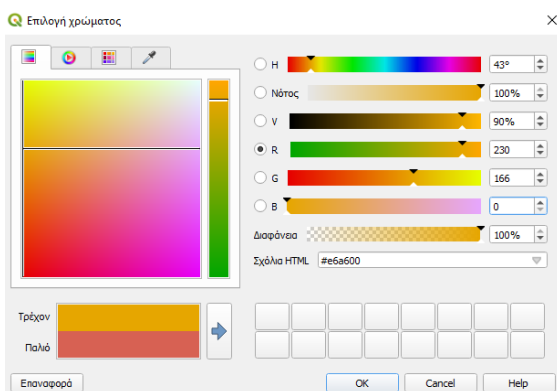 Επιλογή χρώματος
H 43°
Νότος 100%
V 90%
R 230
G 166
B 0
Διαφάνεια 100%
Σχόλια HTML #e6a600
Τρέχον
Παλιό
Επαναφορά OK Cancel Help